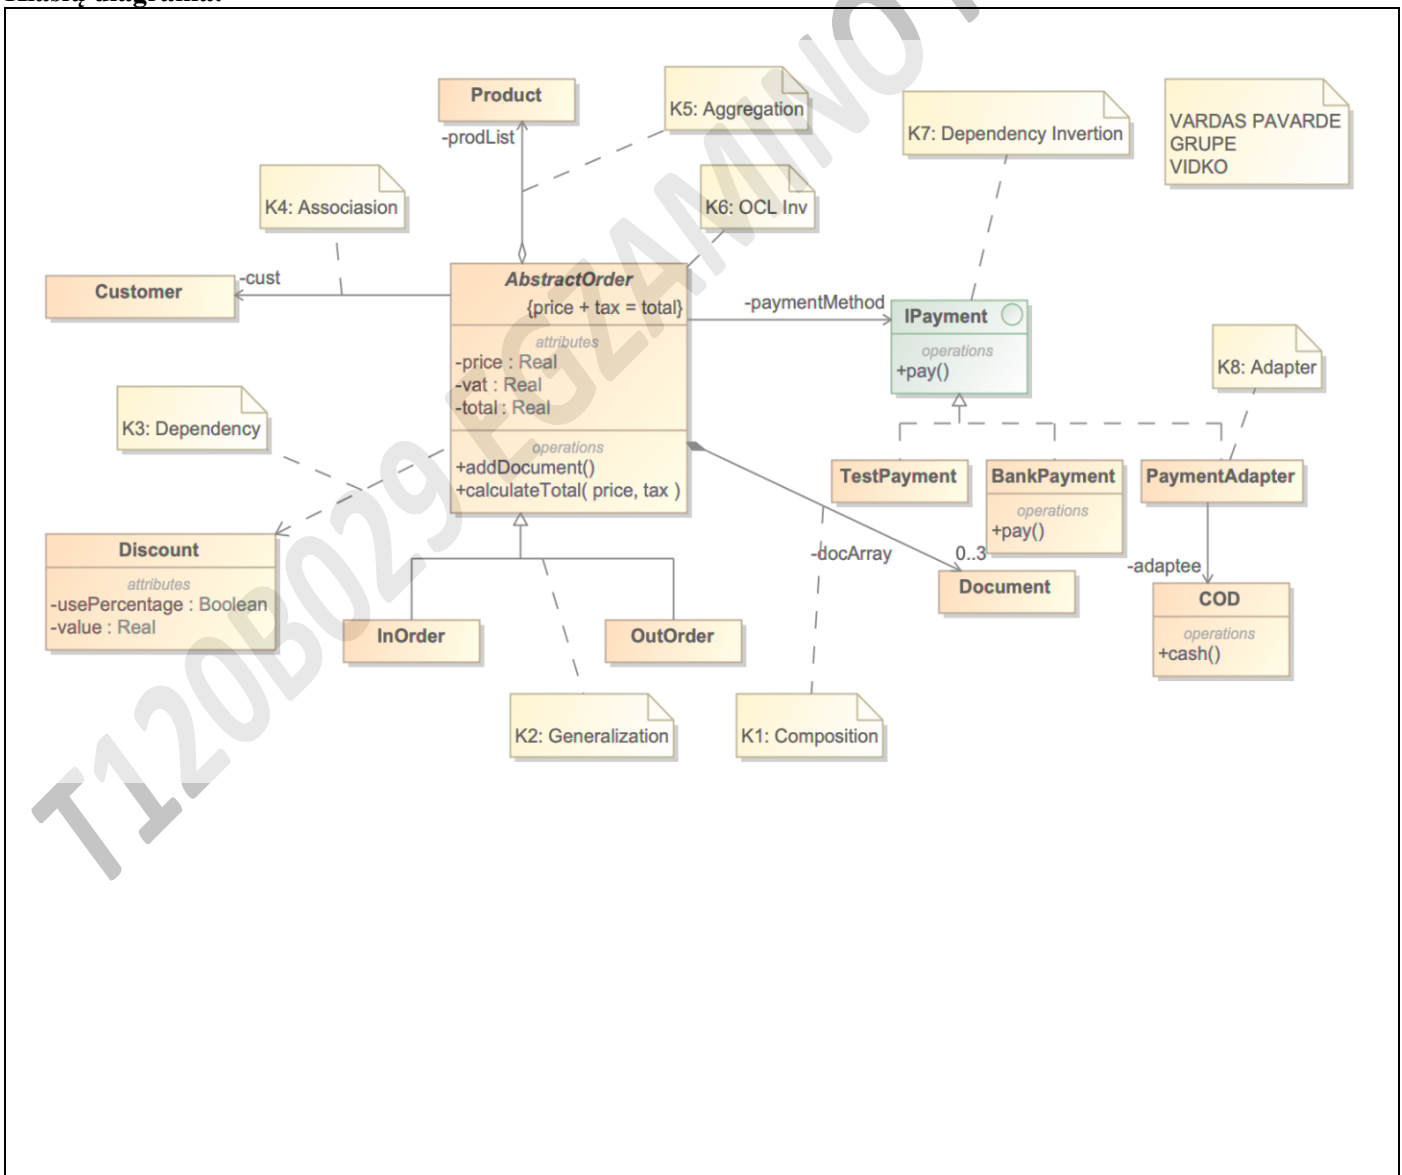 Klasių diagrama:
Product
-prodList
K5: Aggregation
K7: Dependency Invertion
VARDAS PAVARDE
GRUPE
VIDKO
K4: Associasion
K6: OCL Inv
Customer
-cust
AbstractOrder
{price + tax = total}
attributes
-price : Real
-vat : Real
-total : Real
operations
+addDocument()
+calculateTotal( price, tax )
-paymentMethod
IPayment
operations
+pay()
K8: Adapter
K3: Dependency
TestPayment
BankPayment
operations
+pay()
PaymentAdapter
Discount
attributes
-usePercentage : Boolean
-value : Real
-docArray
0..3
Document
-adaptee
COD
operations
+cash()
InOrder
OutOrder
K2: Generalization
K1: Composition
T120B029 EGZAMINO